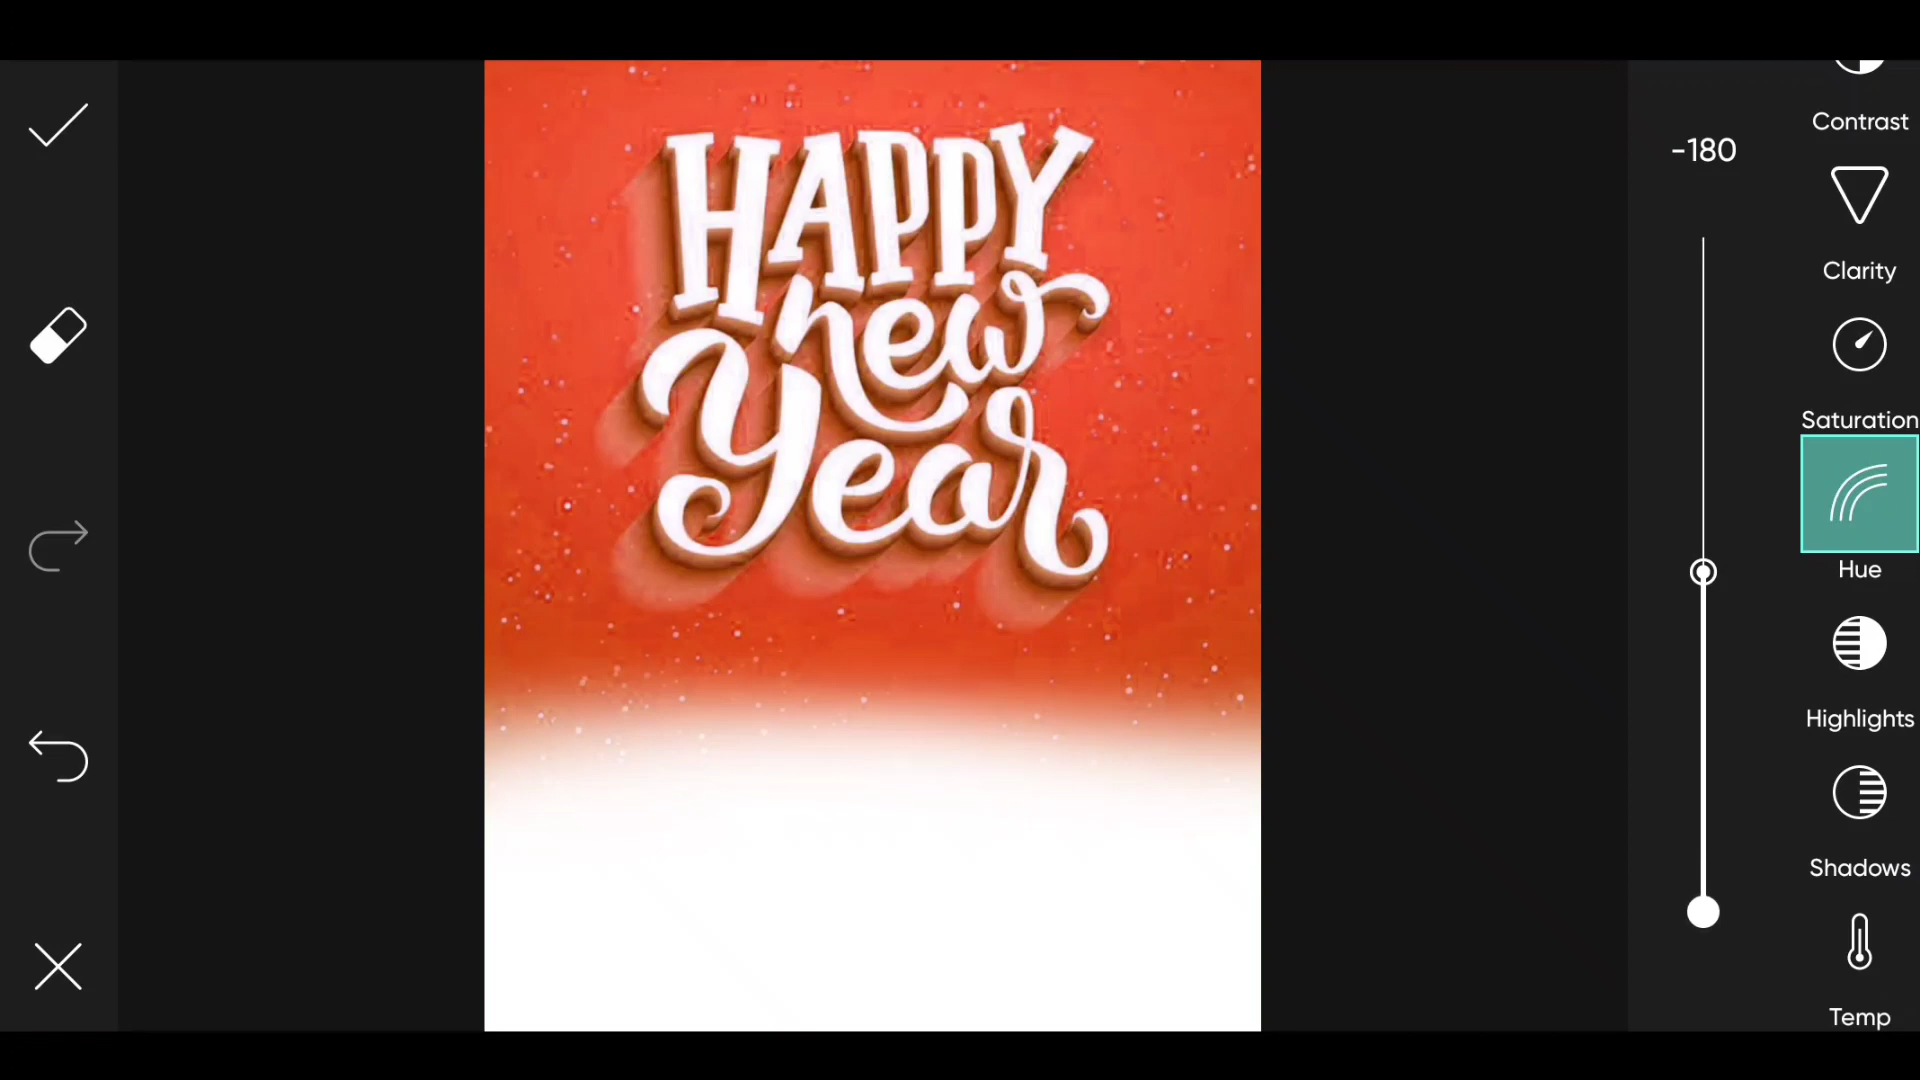 HAPPY
new
Year
-180
Contrast
Clarity
Saturation
Hue
Highlights
Shadows
Temp